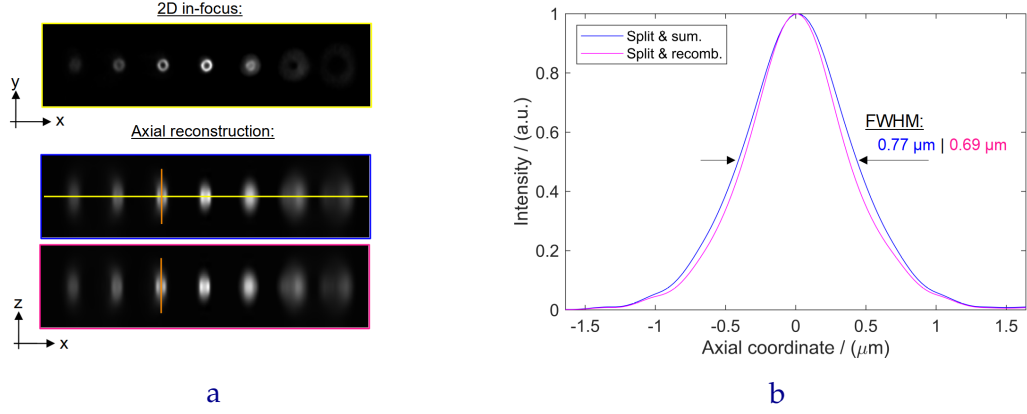 2D in-focus:
y
x
Axial reconstruction:
z
x
a
Split & sum.
Split & recomb.
FWHM:
0.77 μm | 0.69 μm
Intensity / (a.u.)
1
0.8
0.6
0.4
0.2
0
-1.5 -1 -0.5 0 0.5 1 1.5
Axial coordinate / (μm)
b